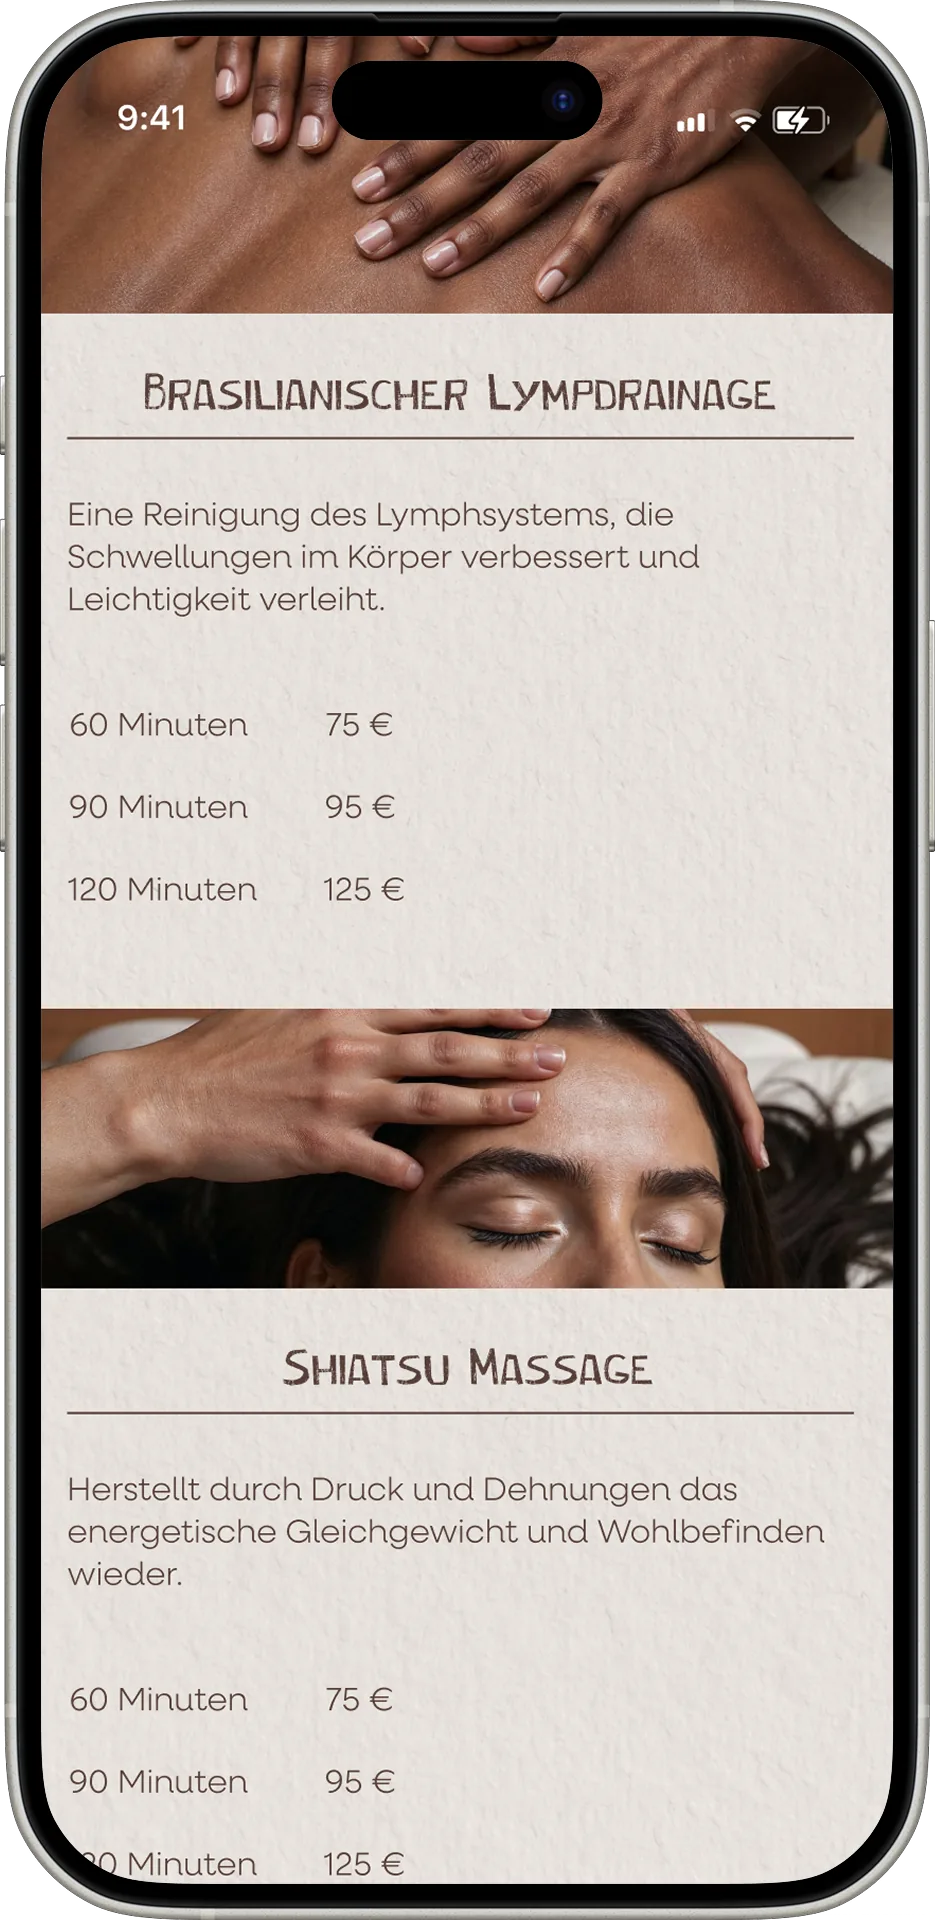 9:41
Brasilianischer Lympdrainage
Eine Reinigung des Lymphsystems, die
Schwellungen im Körper verbessert und
Leichtigkeit verleiht.
60 Minuten 75 €
90 Minuten 95 €
120 Minuten 125 €
Shiatsu Massage
Herstellt durch Druck und Dehnungen das
energetische Gleichgewicht und Wohlbefinden
wieder.
60 Minuten 75 €
90 Minuten 95 €
Minuten 125 €